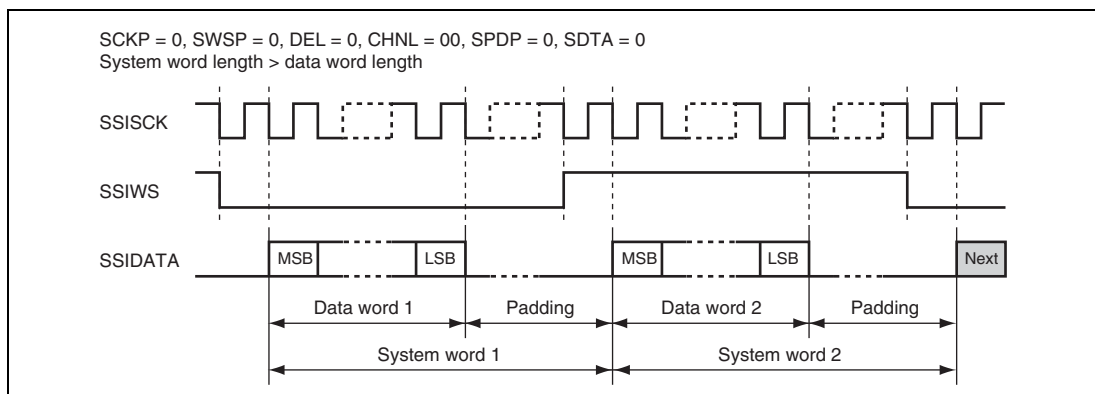 SCKP = 0, SWSP = 0, DEL = 0, CHNL = 00, SPDP = 0, SDTA = 0
System word length > data word length
SSISCK
SSIWS
SSIDATA
MSB LSB MSB LSB Next
Data word 1 Padding Data word 2 Padding
System word 1 System word 2